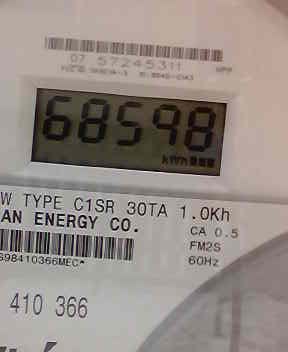 07 57245311
68598
kWh
W TYPE C1SR 30TA 1.0Kh
AN ENERGY CO.
CA 0.5
FM2S
60Hz
S98410366MEC*
410 366